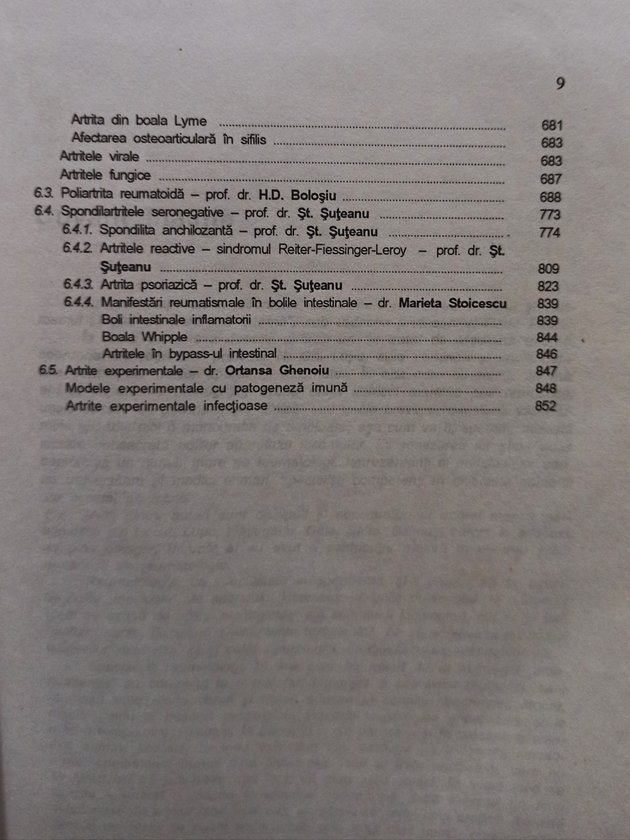 9
Artrita din boala Lyme ........ 681
Afectarea osteoarticulară în sifilis ........ 683
Artritele virale ........ 683
Artritele fungice ........ 687
6.3. Poliartrita reumatoidă – prof. dr. H.D. Boloşiu ........ 688
6.4. Spondilartritele seronegative – prof. dr. Şt. Şuţeanu ........ 773
6.4.1. Spondilita anchilozantă – prof. dr. Şt. Şuţeanu ........ 774
6.4.2. Artritele reactive – sindromul Reiter-Fiessinger-Leroy – prof. dr. Şt.
Şuţeanu ........ 809
6.4.3. Artrita psoriazică – prof. dr. Şt. Şuţeanu ........ 823
6.4.4. Manifestări reumatismale în bolile intestinale – dr. Marieta Stoicescu 839
Boli intestinale inflamatorii ........ 839
Boala Whipple ........ 844
Artritele în bypass-ul intestinal ........ 846
6.5. Artrite experimentale – dr. Ortansa Ghenoiu ........ 847
Modele experimentale cu patogeneză imună ........ 848
Artrite experimentale infecţioase ........ 852